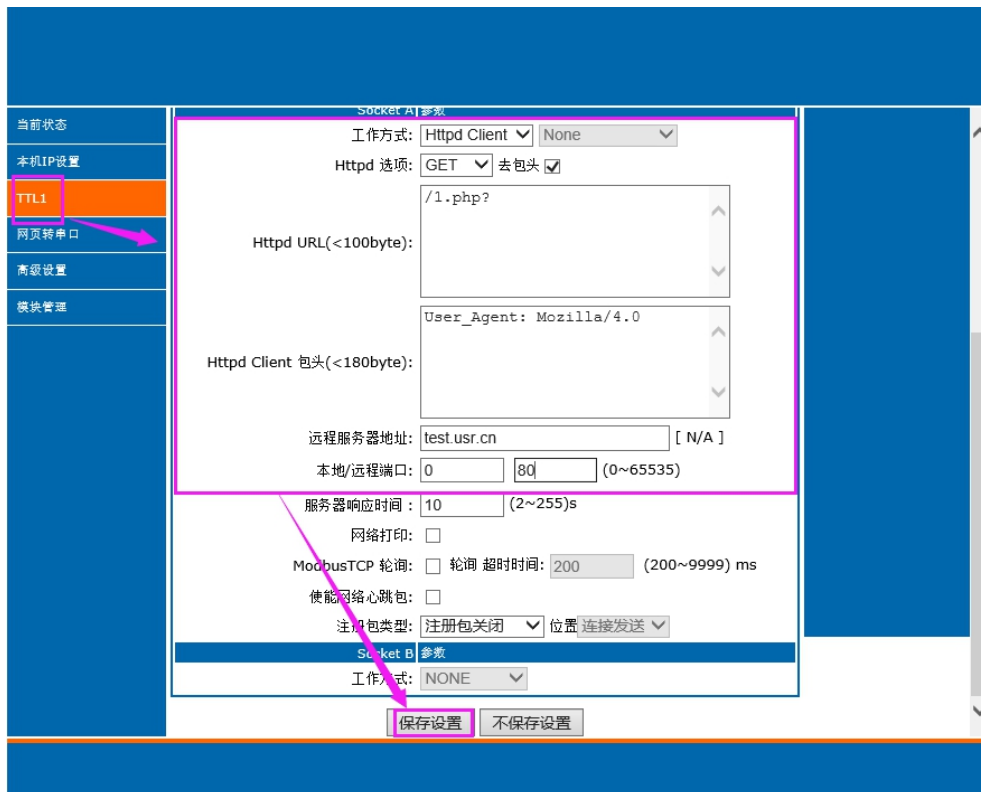 当前状态
本机IP设置
TTL1
网页转串口
高级设置
模块管理
Socket A 参数
工作方式: Httpd Client None
Httpd 选项: GET 去包头
Httpd URL(<100byte): /1.php?
Httpd Client 包头(<180byte): User_Agent: Mozilla/4.0
远程服务器地址: test.usr.cn [ N/A ]
本地/远程端口: 0 80 (0~65535)
服务器响应时间 : 10 (2~255)s
网络打印:
ModbusTCP 轮询: 轮询 超时时间: 200 (200~9999) ms
使能网络心跳包:
注册包类型: 注册包关闭 位置 连接发送
Socket B 参数
工作方式: NONE
保存设置 不保存设置